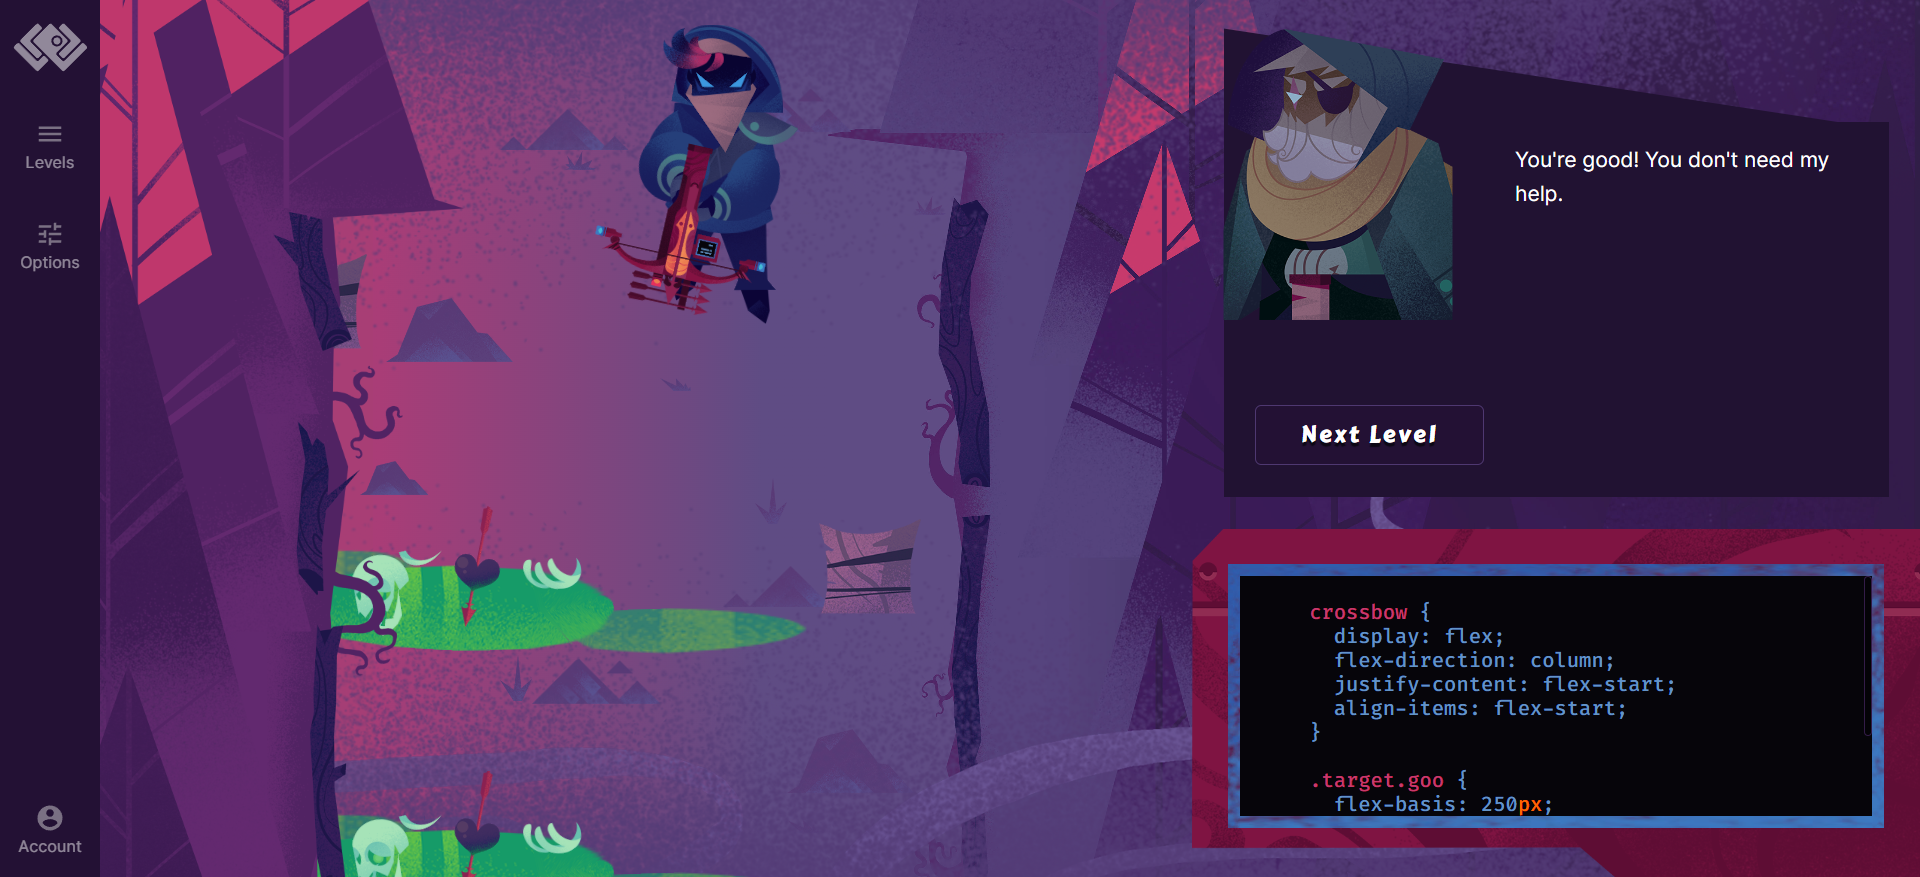 Levels
Options
Account
You're good! You don't need my
help.
Next Level
crossbow {
display: flex;
flex-direction: column;
justify-content: flex-start;
align-items: flex-start;
}
.target.goo {
flex-basis: 250px;